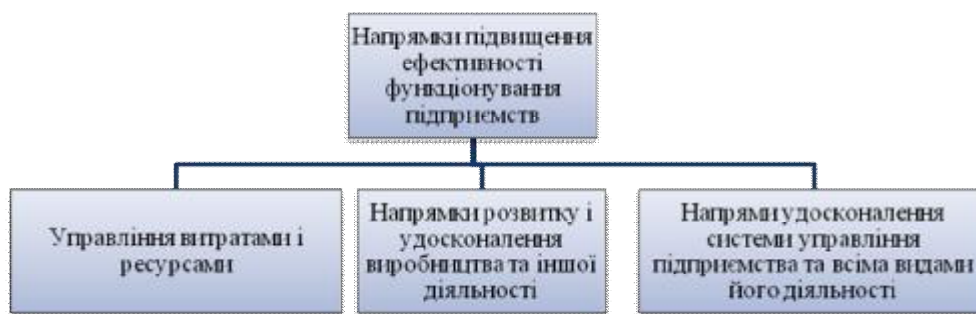 Напрямки підвищення
ефективності
функціонування
підприємств
Управління витратами і
ресурсами
Напрямки розвитку і
удосконалення
виробництва та іншої
діяльності
Напрями удосконалення
системи управління
підприємства та всіма видами
його діяльності